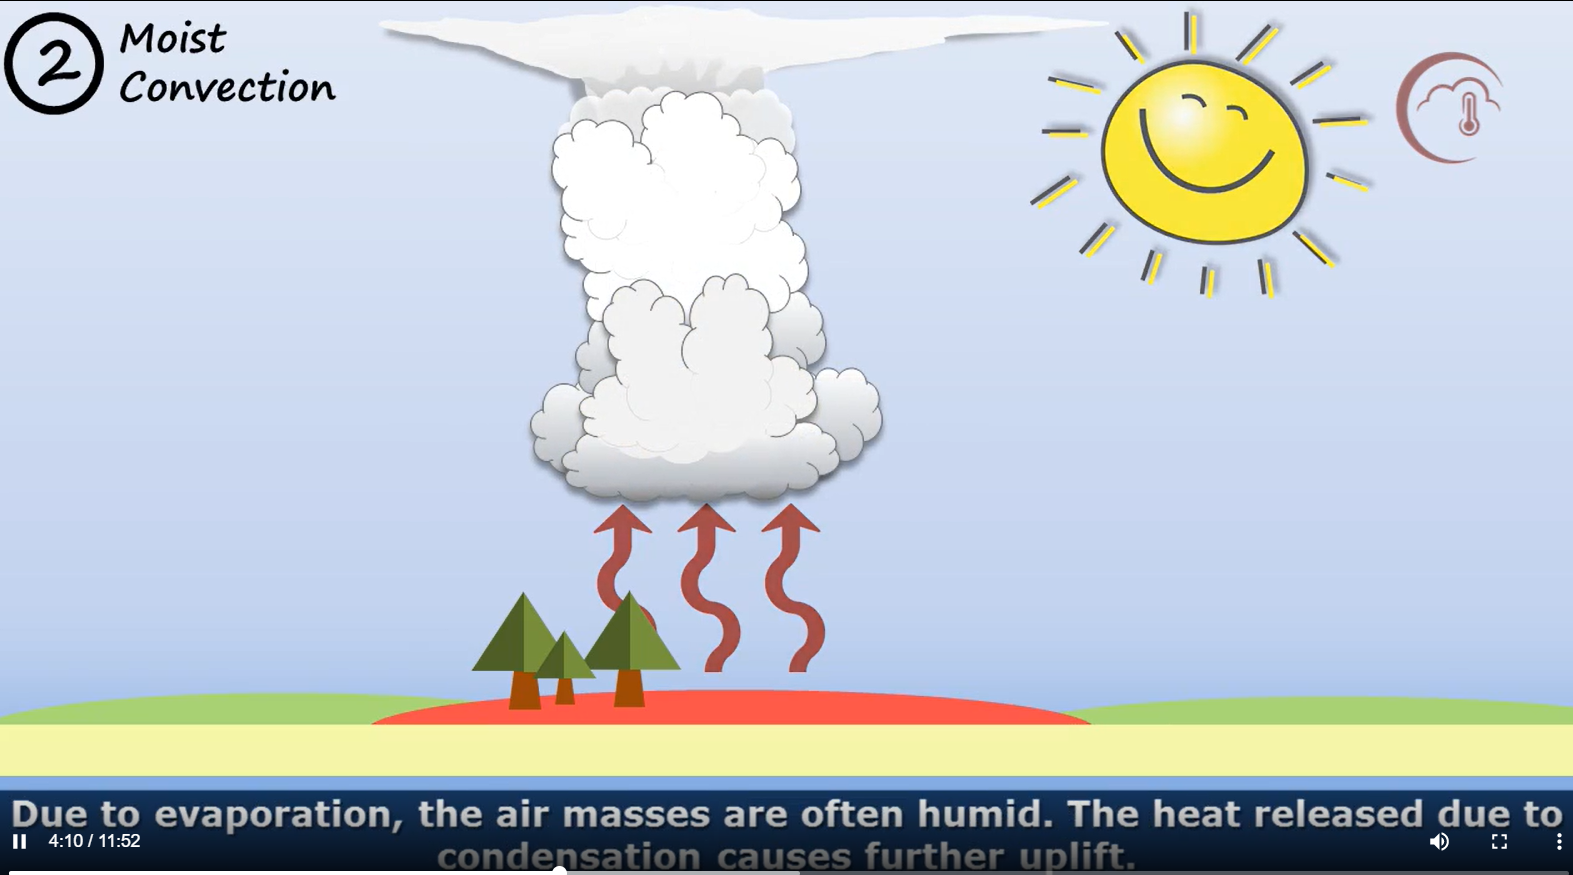 2
Moist
Convection
Due to evaporation, the air masses are often humid. The heat released due to
condensation causes further uplift.
4:10 / 11:52